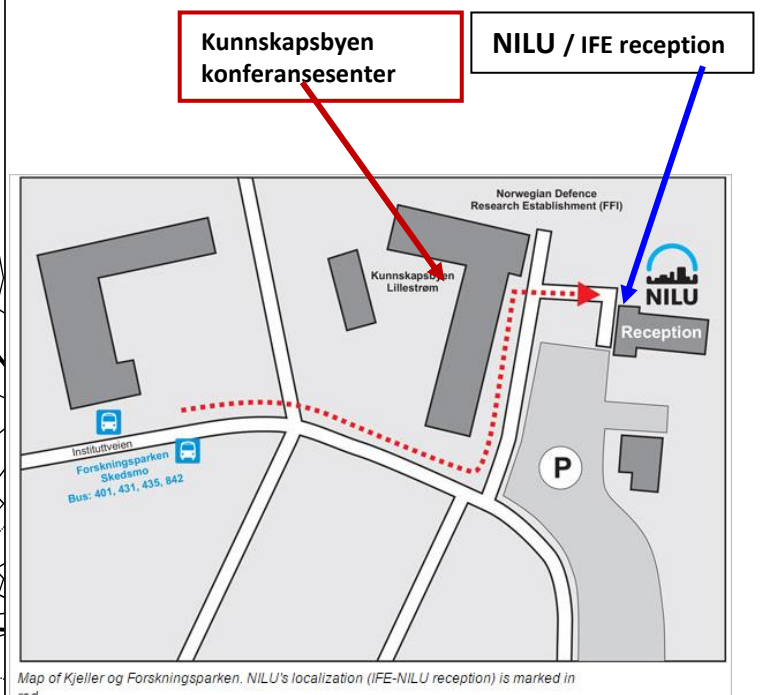 Kunnskapsbyen
konferansesenter
NILU / IFE reception
Norwegian Defence
Research Establishment (FFI)
Kunnskapsbyen
Lillestrøm
NILU
Reception
Instituttveien
Forskningsparken
Skedsmo
Bus: 401, 431, 435, 842
P
Map of Kjeller og Forskningsparken. NILU's localization (IFE-NILU reception) is marked in